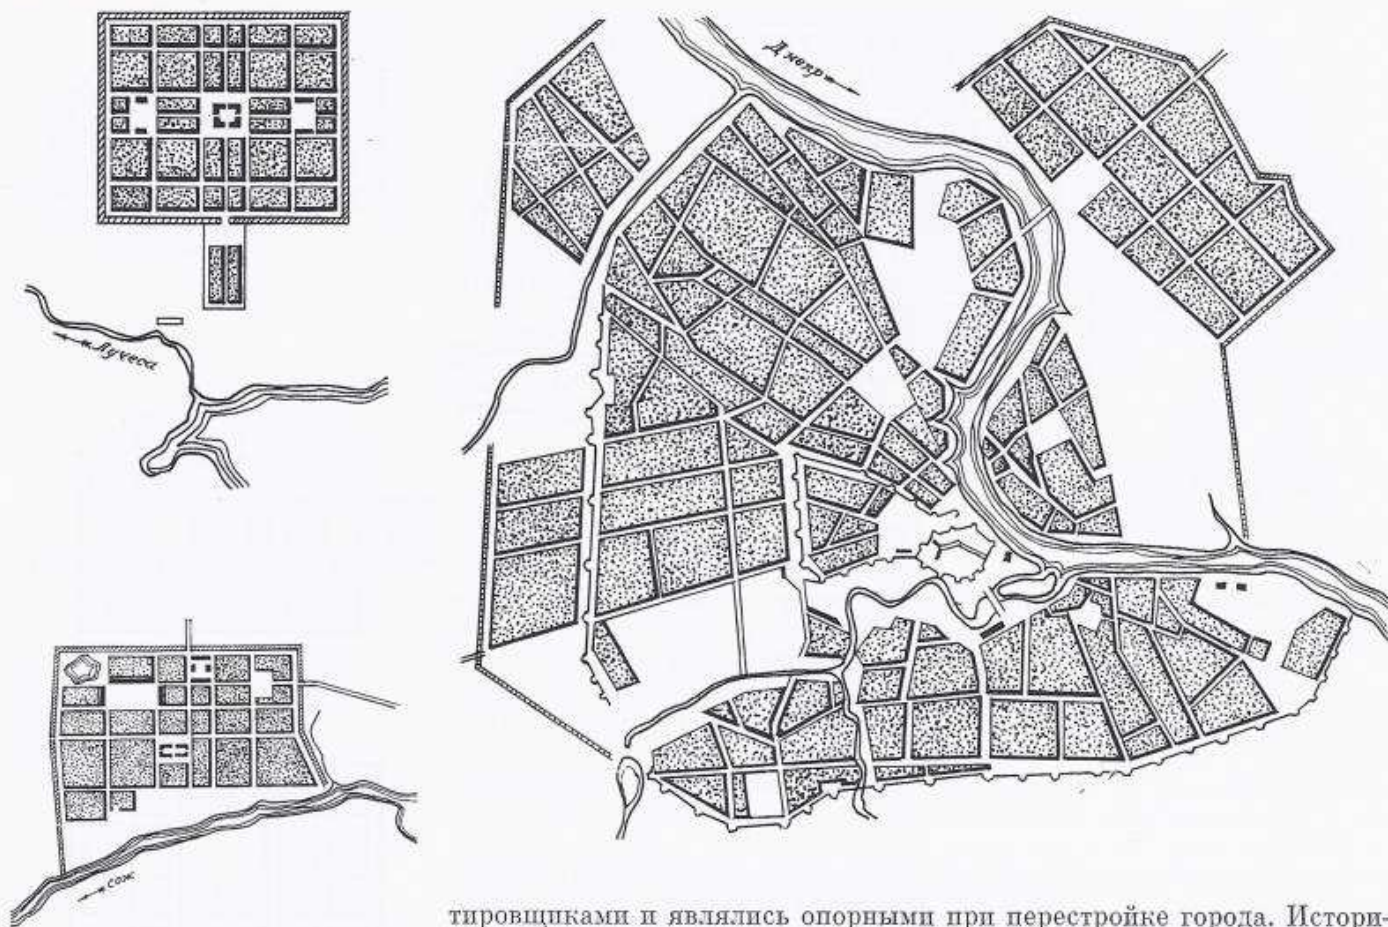 Днепр
Лучеса
Сож
тировщиками и являлись опорными при перестройке города. Истори-